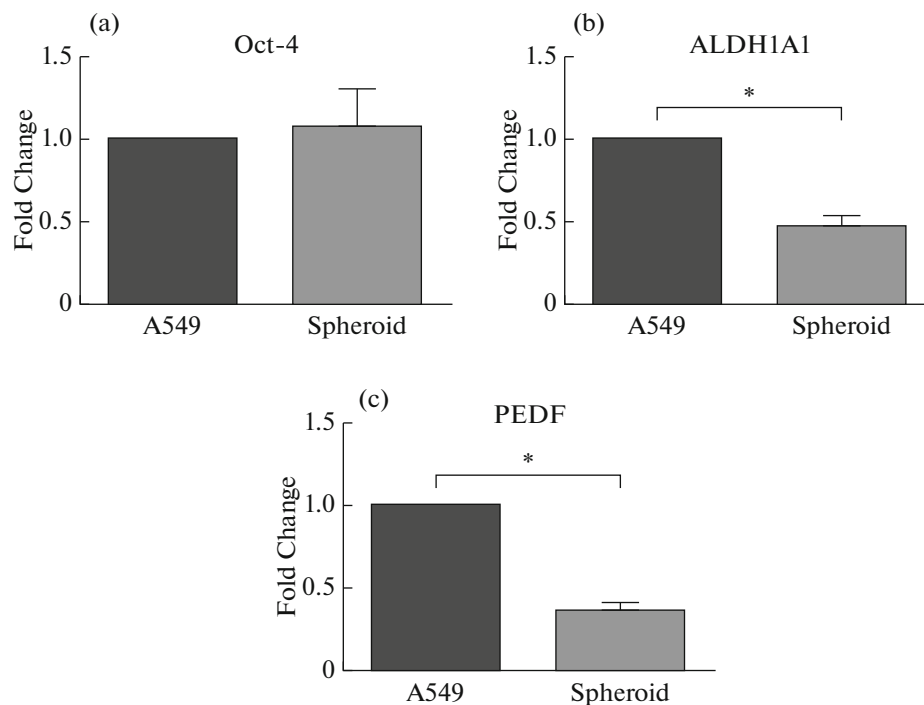 (a)
Oct-4
1.5
1.0
0.5
0
Fold Change
A549 Spheroid
(b)
ALDH1A1
1.5
*
1.0
0.5
0
Fold Change
A549 Spheroid
(c)
PEDF
1.5
*
1.0
0.5
0
Fold Change
A549 Spheroid